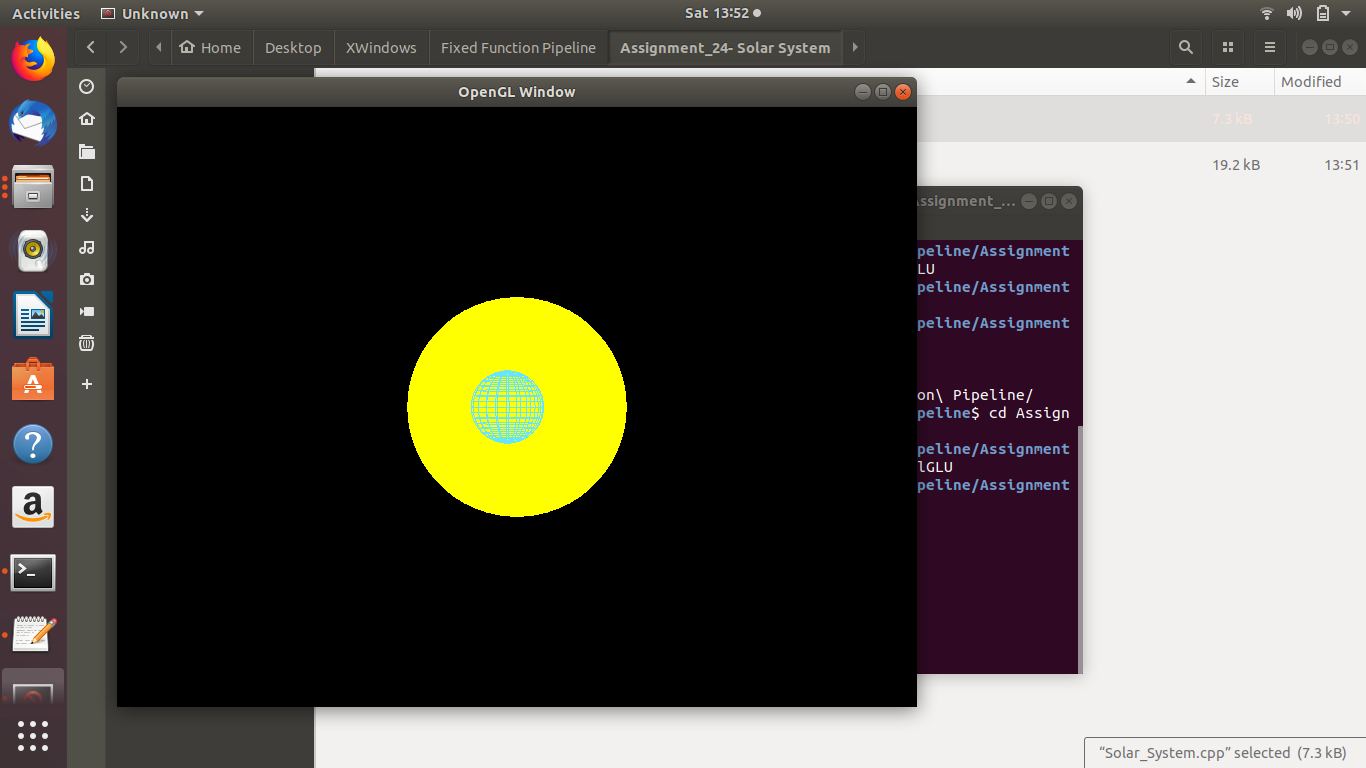 Activities Unknown Sat 13:52
Home Desktop XWindows Fixed Function Pipeline Assignment_24- Solar System
Size Modified
OpenGL Window
7.3 kB 13:50
19.2 kB 13:51
Assignment_...
peline/Assignment
LU
peline/Assignment
peline/Assignment
on\ Pipeline/
peline$ cd Assign
peline/Assignment
lGLU
peline/Assignment
“Solar_System.cpp” selected (7.3 kB)